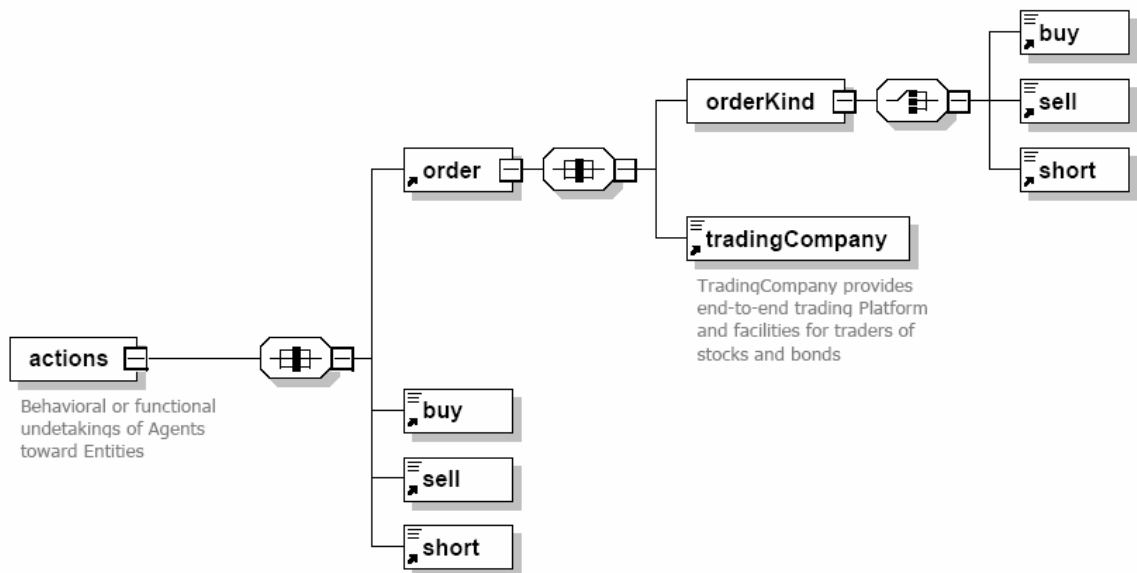 buy
orderKind
sell
order
short
tradingCompany
TradingCompany provides
end-to-end trading Platform
and facilities for traders of
stocks and bonds
actions
Behavioral or functional
undetakings of Agents
toward Entities
buy
sell
short